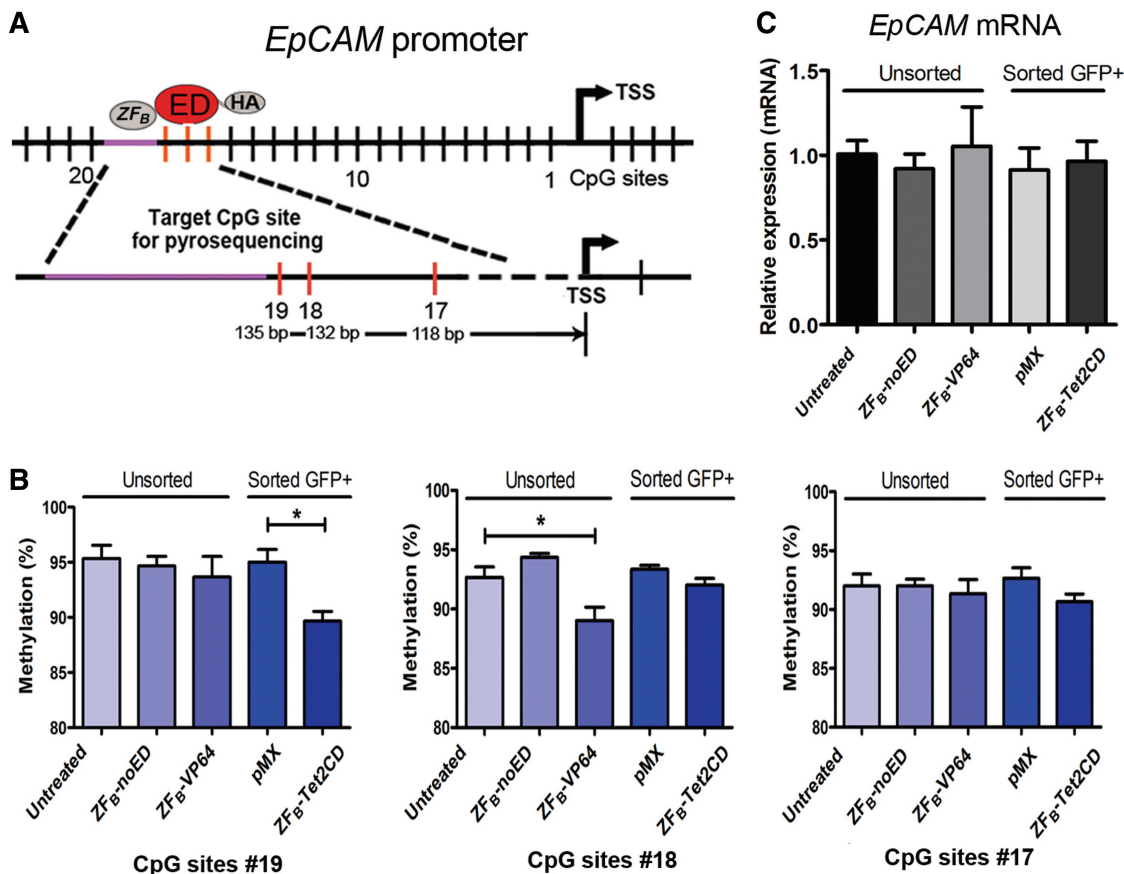 A
EpCAM promoter
ZFB
ED
HA
TSS
20
10
1
CpG sites
Target CpG site
for pyrosequencing
TSS
19
18
17
135 bp
132 bp
118 bp
C
EpCAM mRNA
Unsorted
Sorted GFP+
Relative expression (mRNA)
1.5
1.0
0.5
0.0
Untreated
ZFB-noED
ZFB-VP64
pMX
ZFB-Tet2CD
B
Unsorted
Sorted GFP+
*
Methylation (%)
100
95
90
85
80
Untreated
ZFB-noED
ZFB-VP64
pMX
ZFB-Tet2CD
CpG sites #19
Unsorted
Sorted GFP+
*
Methylation (%)
100
95
90
85
80
Untreated
ZFB-noED
ZFB-VP64
pMX
ZFB-Tet2CD
CpG sites #18
Unsorted
Sorted GFP+
Methylation (%)
100
95
90
85
80
Untreated
ZFB-noED
ZFB-VP64
pMX
ZFB-Tet2CD
CpG sites #17